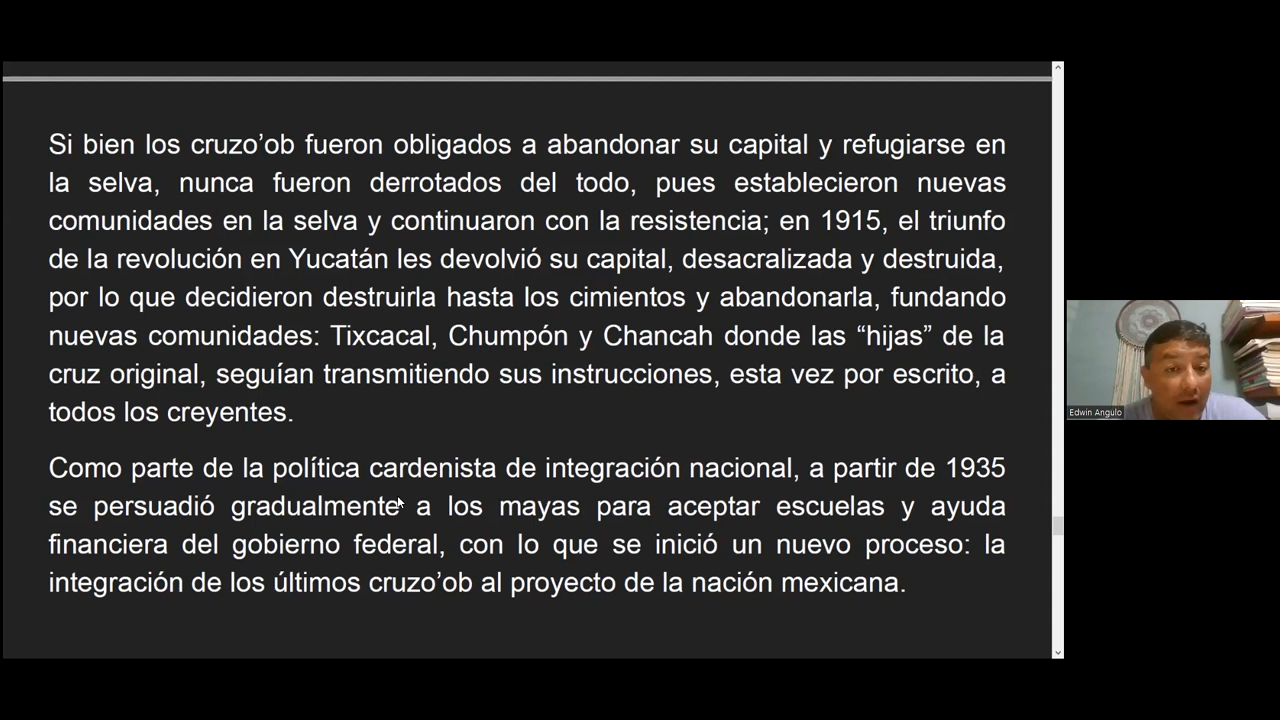 Si bien los cruzo’ob fueron obligados a abandonar su capital y refugiarse en
la selva, nunca fueron derrotados del todo, pues establecieron nuevas
comunidades en la selva y continuaron con la resistencia; en 1915, el triunfo
de la revolución en Yucatán les devolvió su capital, desacralizada y destruida,
por lo que decidieron destruirla hasta los cimientos y abandonarla, fundando
nuevas comunidades: Tixcacal, Chumpón y Chancah donde las “hijas” de la
cruz original, seguían transmitiendo sus instrucciones, esta vez por escrito, a
todos los creyentes.
Como parte de la política cardenista de integración nacional, a partir de 1935
se persuadió gradualmente a los mayas para aceptar escuelas y ayuda
financiera del gobierno federal, con lo que se inició un nuevo proceso: la
integración de los últimos cruzo’ob al proyecto de la nación mexicana.
Edwin Angulo